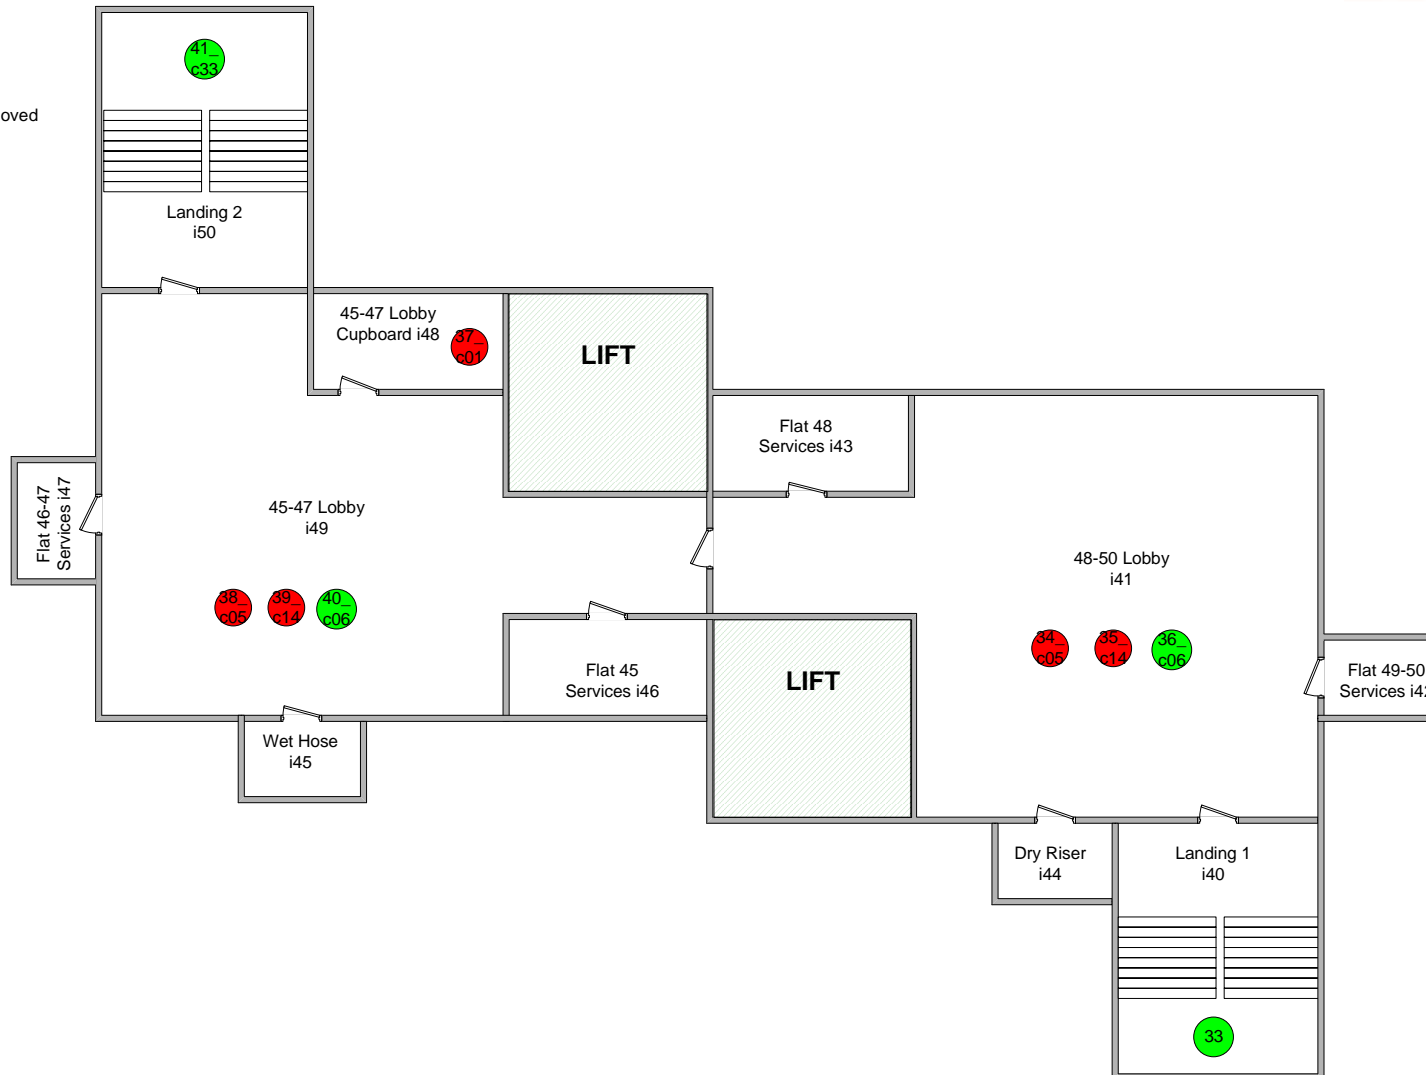 41_
c33
oved
Landing 2
i50
45-47 Lobby
Cupboard i48
37_
c01
LIFT
Flat 48
Services i43
Flat 46-47
Services i47
45-47 Lobby
i49
48-50 Lobby
i41
38_
c05
39_
c14
40_
c06
34_
c05
35_
c14
36_
c06
Flat 45
Services i46
LIFT
Flat 49-50
Services i42
Wet Hose
i45
Dry Riser
i44
Landing 1
i40
33